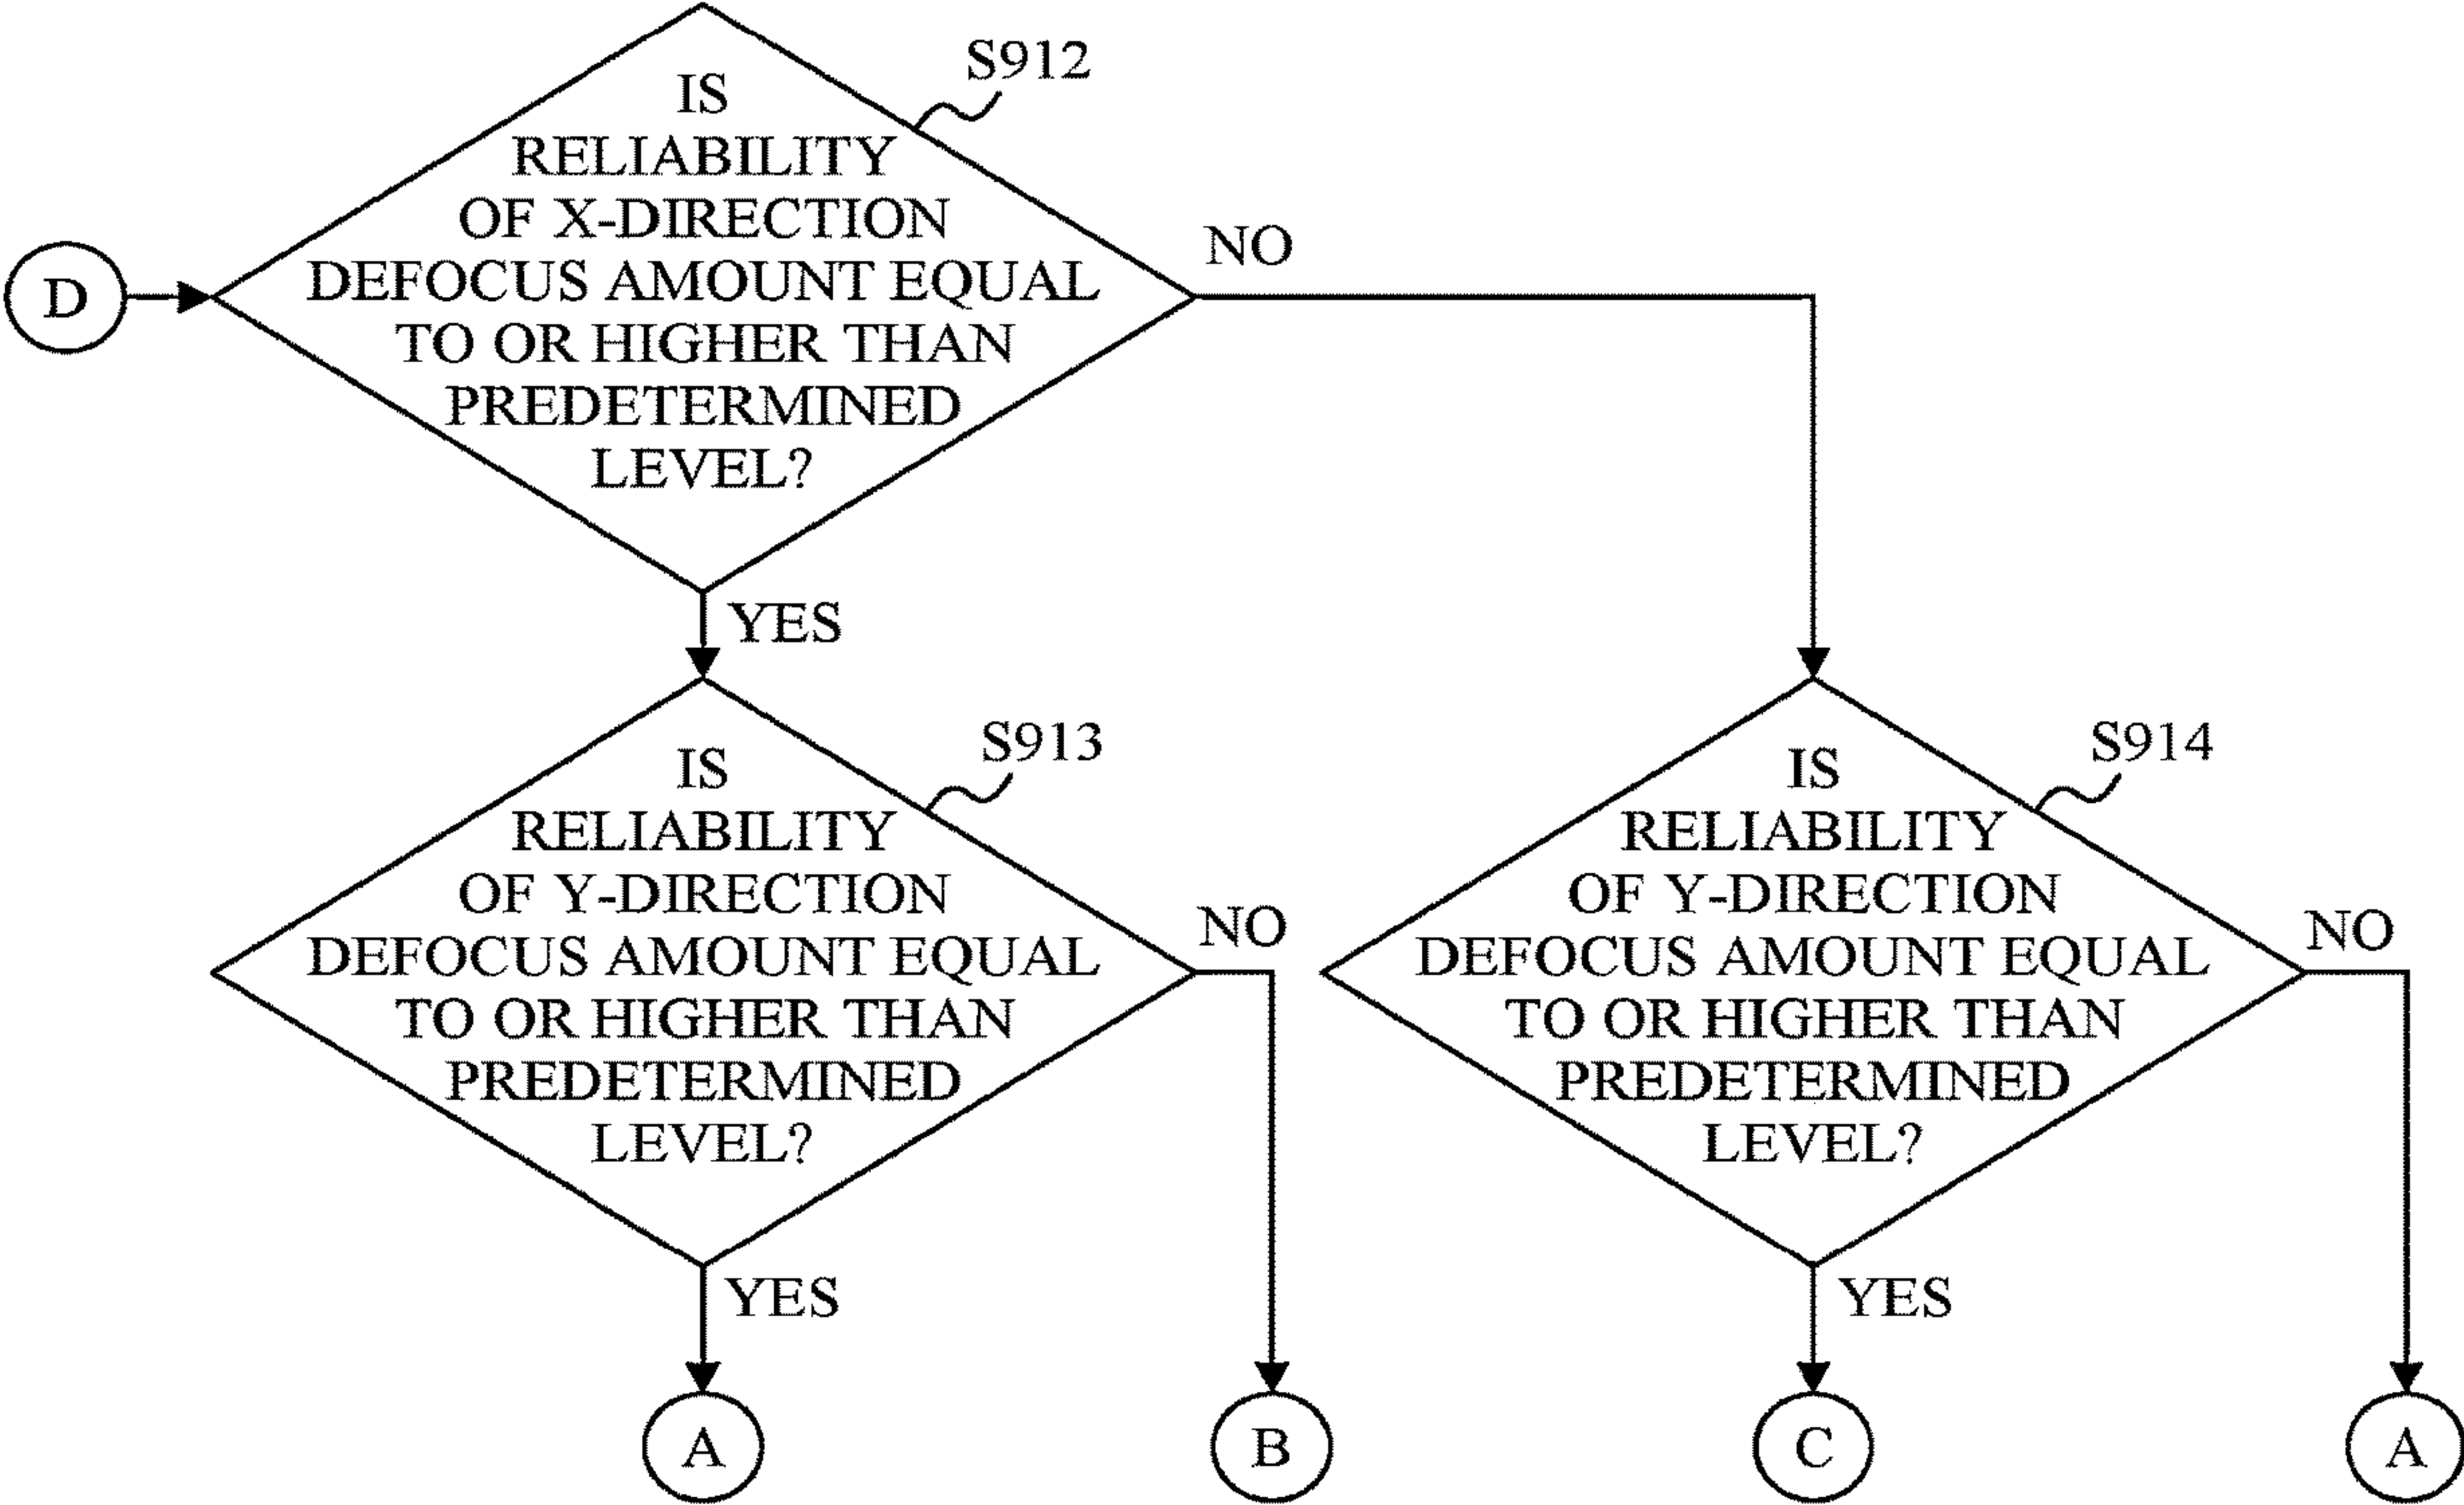 S912
IS
RELIABILITY
OF X-DIRECTION
DEFOCUS AMOUNT EQUAL
TO OR HIGHER THAN
PREDETERMINED
LEVEL?
NO
D
YES
S913
IS
RELIABILITY
OF Y-DIRECTION
DEFOCUS AMOUNT EQUAL
TO OR HIGHER THAN
PREDETERMINED
LEVEL?
NO
YES
S914
IS
RELIABILITY
OF Y-DIRECTION
DEFOCUS AMOUNT EQUAL
TO OR HIGHER THAN
PREDETERMINED
LEVEL?
NO
YES
A
B
C
A